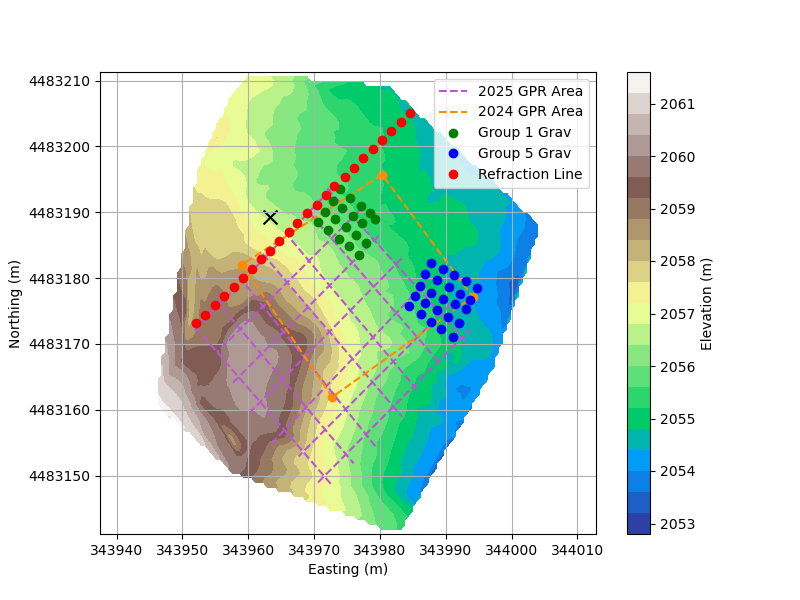 4483210
4483200
4483190
4483180
4483170
4483160
4483150
Northing (m)
343940 343950 343960 343970 343980 343990 344000 344010
Easting (m)
2025 GPR Area
2024 GPR Area
Group 1 Grav
Group 5 Grav
Refraction Line
2061
2060
2059
2058
2057
2056
2055
2054
2053
Elevation (m)